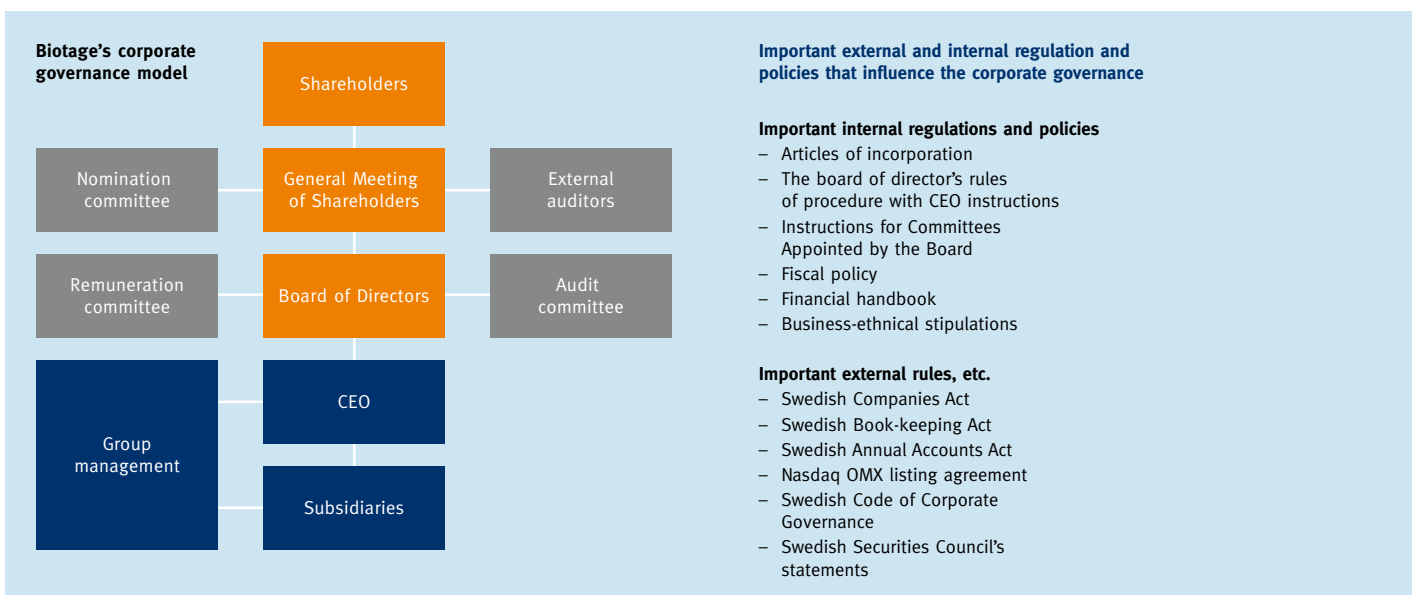 Biotage's corporate
governance model
Shareholders
Nomination
committee
General Meeting
of Shareholders
External
auditors
Remuneration
committee
Board of Directors
Audit
committee
Group
management
CEO
Subsidiaries
Important external and internal regulation and
policies that influence the corporate governance
Important internal regulations and policies
– Articles of incorporation
– The board of director's rules
of procedure with CEO instructions
– Instructions for Committees
Appointed by the Board
– Fiscal policy
– Financial handbook
– Business-ethnical stipulations
Important external rules, etc.
– Swedish Companies Act
– Swedish Book-keeping Act
– Swedish Annual Accounts Act
– Nasdaq OMX listing agreement
– Swedish Code of Corporate
Governance
– Swedish Securities Council's
statements